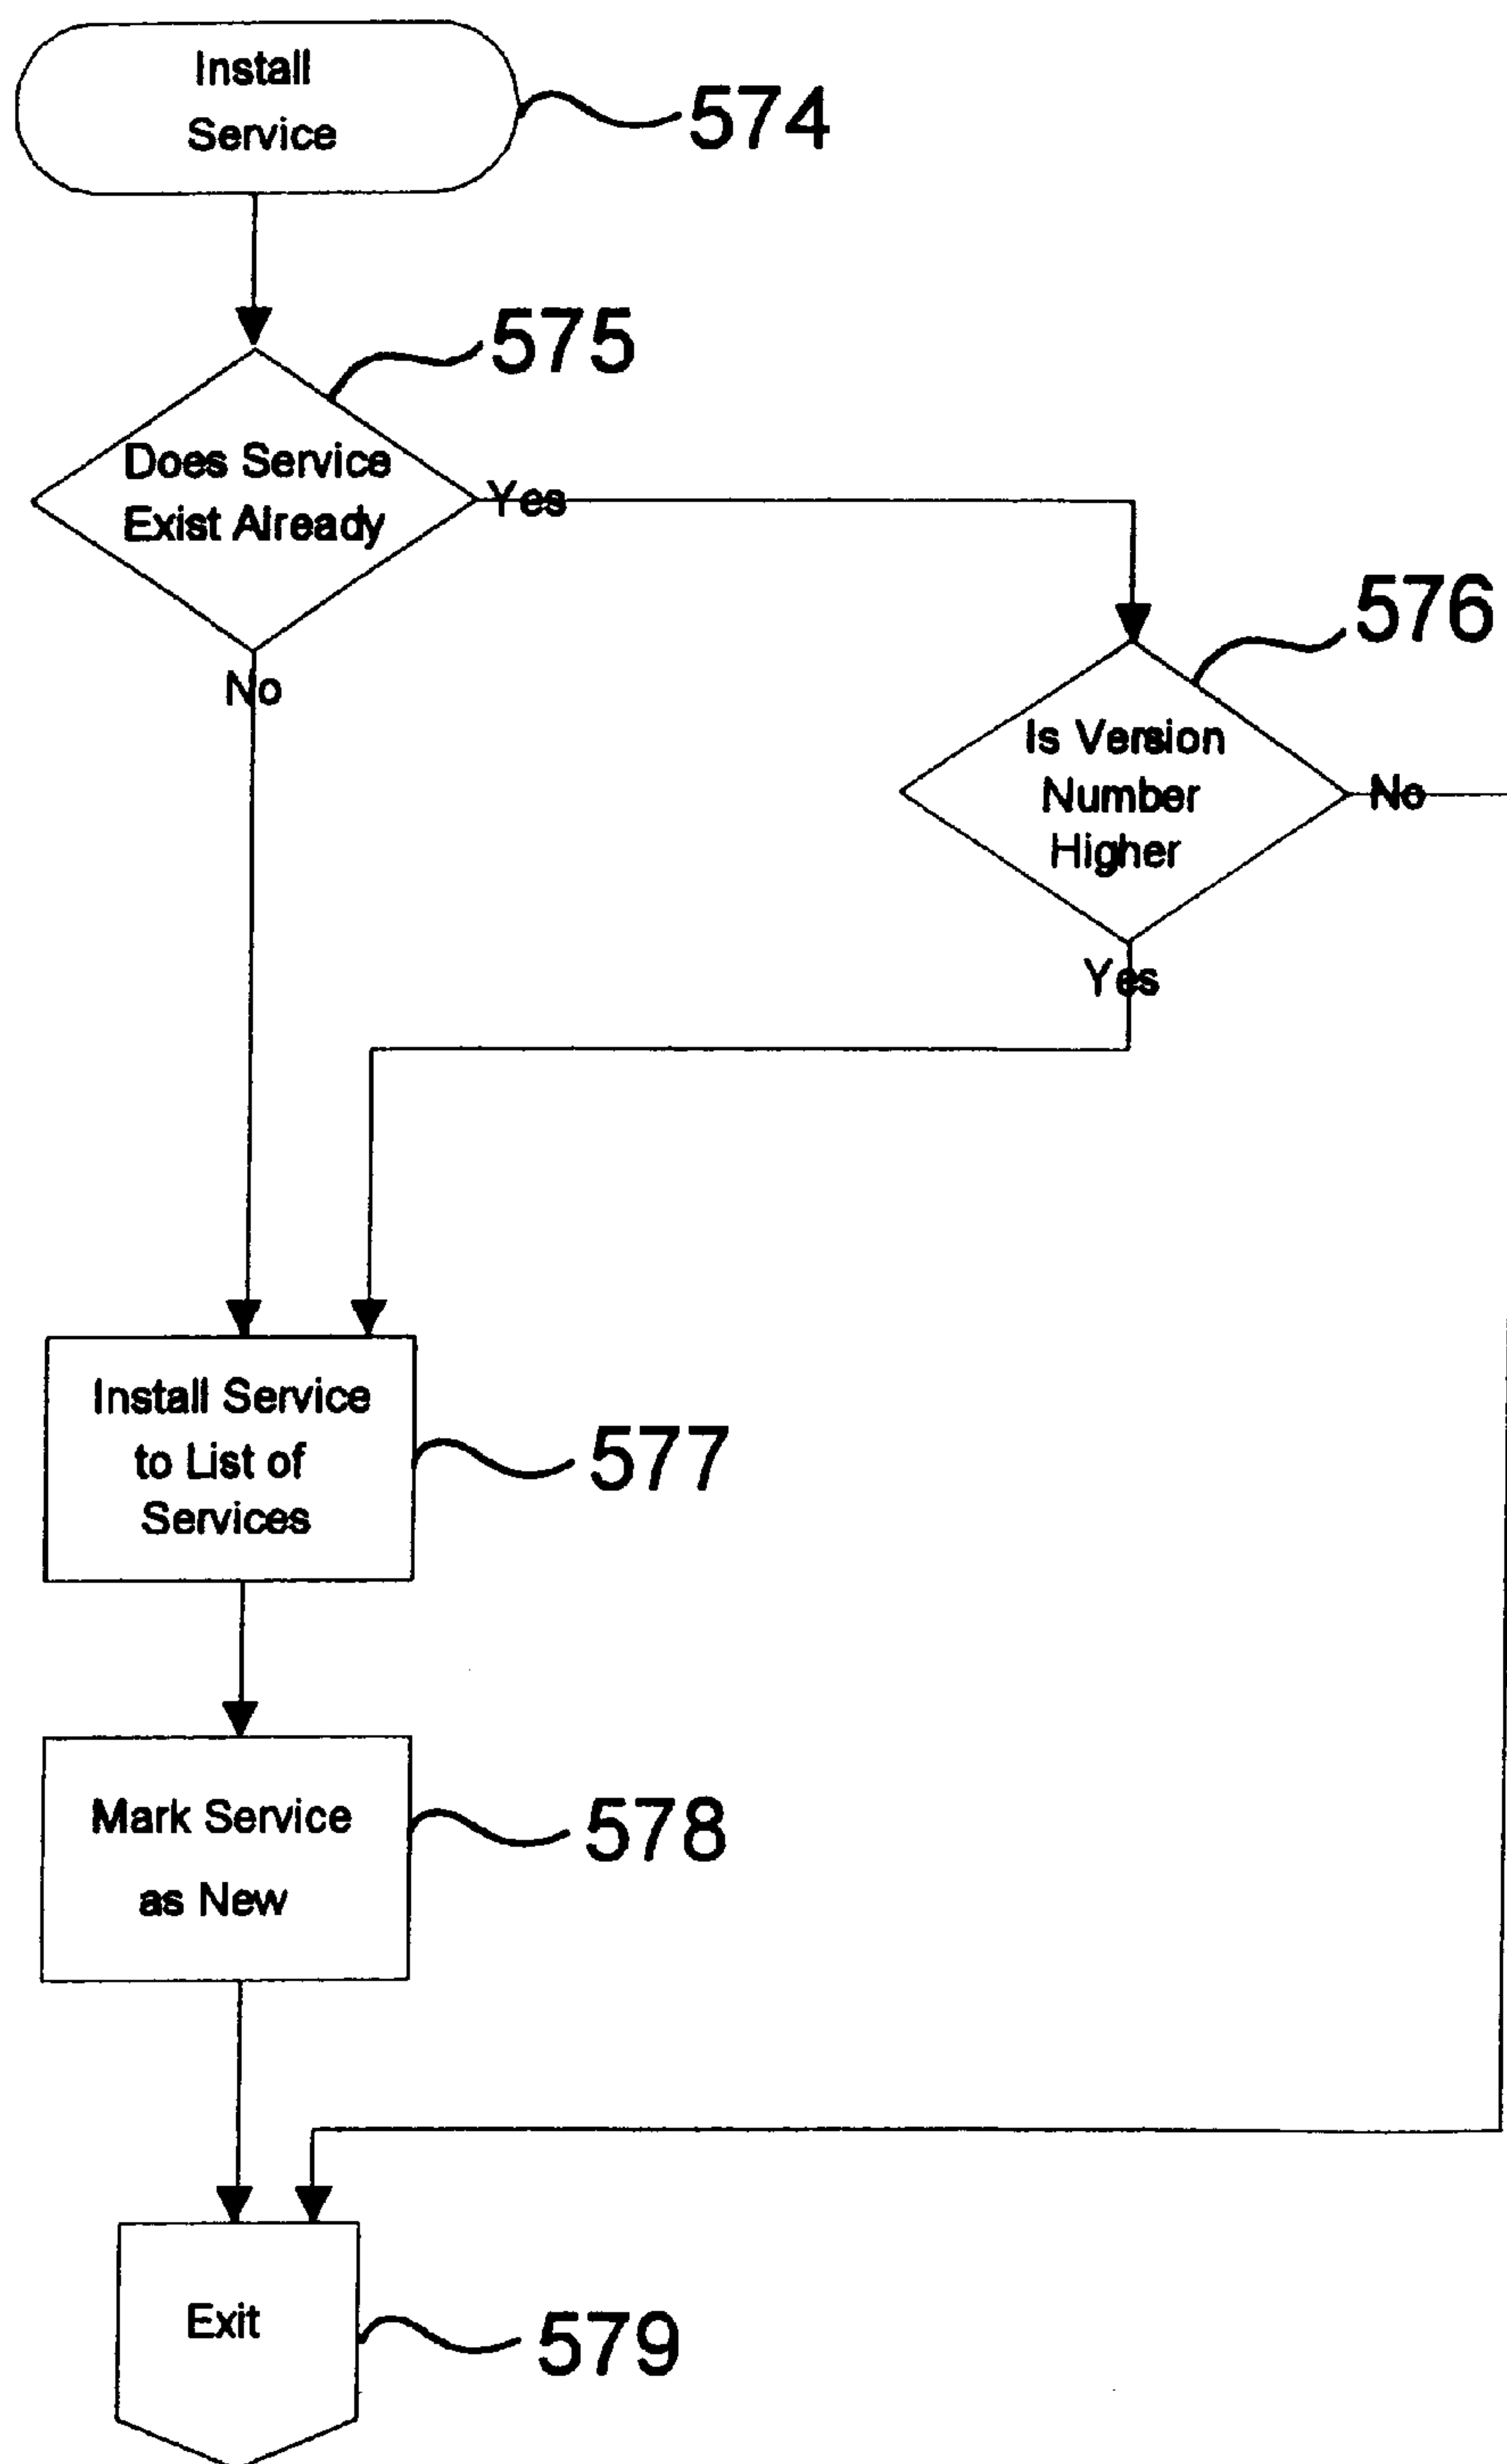 Install
Service
574
575
Does Service
Exist Already
Yes
No
576
Is Version
Number
Higher
No
Yes
Install Service
to List of
Services
577
Mark Service
as New
578
Exit
579